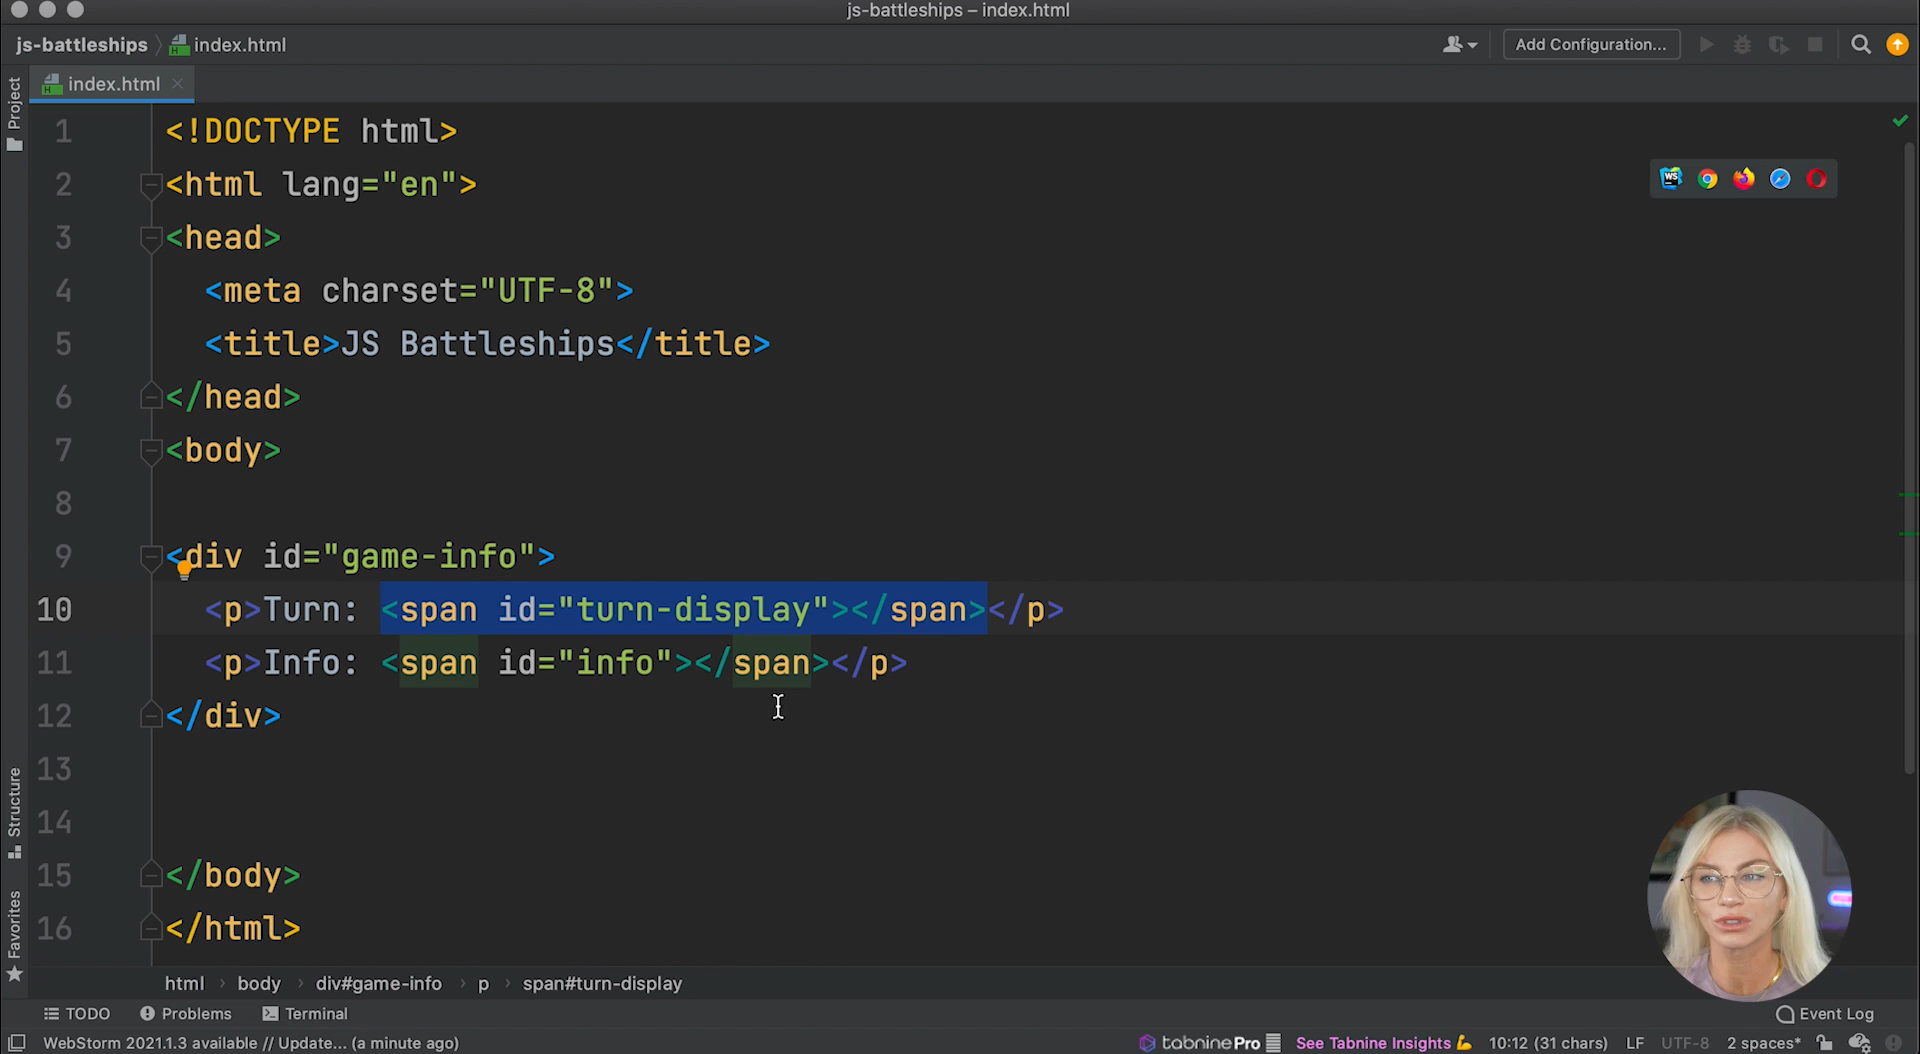 js-battleships – index.html
js-battleships index.html Add Configuration...
index.html
Project
1 <!DOCTYPE html>
2 <html lang="en">
3 <head>
4 <meta charset="UTF-8">
5 <title>JS Battleships</title>
6 </head>
7 <body>
8
9 <div id="game-info">
10 <p>Turn: <span id="turn-display"></span></p>
11 <p>Info: <span id="info"></span></p>
12 </div>
13
14
15 </body>
16 </html>
Structure
Favorites
html body div#game-info p span#turn-display
TODO Problems Terminal Event Log
WebStorm 2021.1.3 available // Update... (a minute ago) tabninePro See Tabnine Insights 💪 10:12 (31 chars) LF UTF-8 2 spaces*